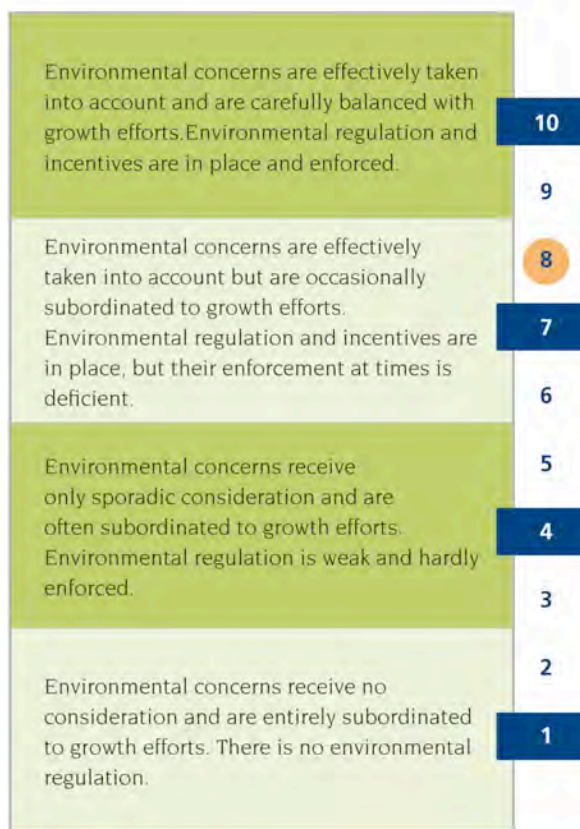 Environmental concerns are effectively taken
into account and are carefully balanced with
growth efforts.Environmental regulation and
incentives are in place and enforced.
10
9
Environmental concerns are effectively
taken into account but are occasionally
subordinated to growth efforts.
Environmental regulation and incentives are
in place, but their enforcement at times is
deficient.
8
7
6
Environmental concerns receive
only sporadic consideration and are
often subordinated to growth efforts.
Environmental regulation is weak and hardly
enforced.
5
4
3
Environmental concerns receive no
consideration and are entirely subordinated
to growth efforts. There is no environmental
regulation.
2
1